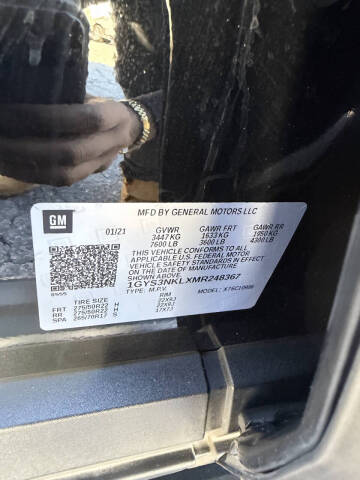 GM
MFD BY GENERAL MOTORS LLC
01/21 GVWR GAWR FRT GAWR RR
3447 KG 1633 KG 1950 KG
7600 LB 3600 LB 4300 LB
THIS VEHICLE CONFORMS TO ALL
APPLICABLE U.S. FEDERAL MOTOR
VEHICLE SAFETY STANDARDS IN EFFECT
ON THE DATE OF MANUFACTURE
SHOWN ABOVE.
1GYS3NKLXMR248367
TYPE: M.P.V. MODEL:
TIRE SIZE RIM
FRT 275/50R22 H 22X9J
RR 275/50R22 H 22X9J
SPA 265/70R17 S 17X7J